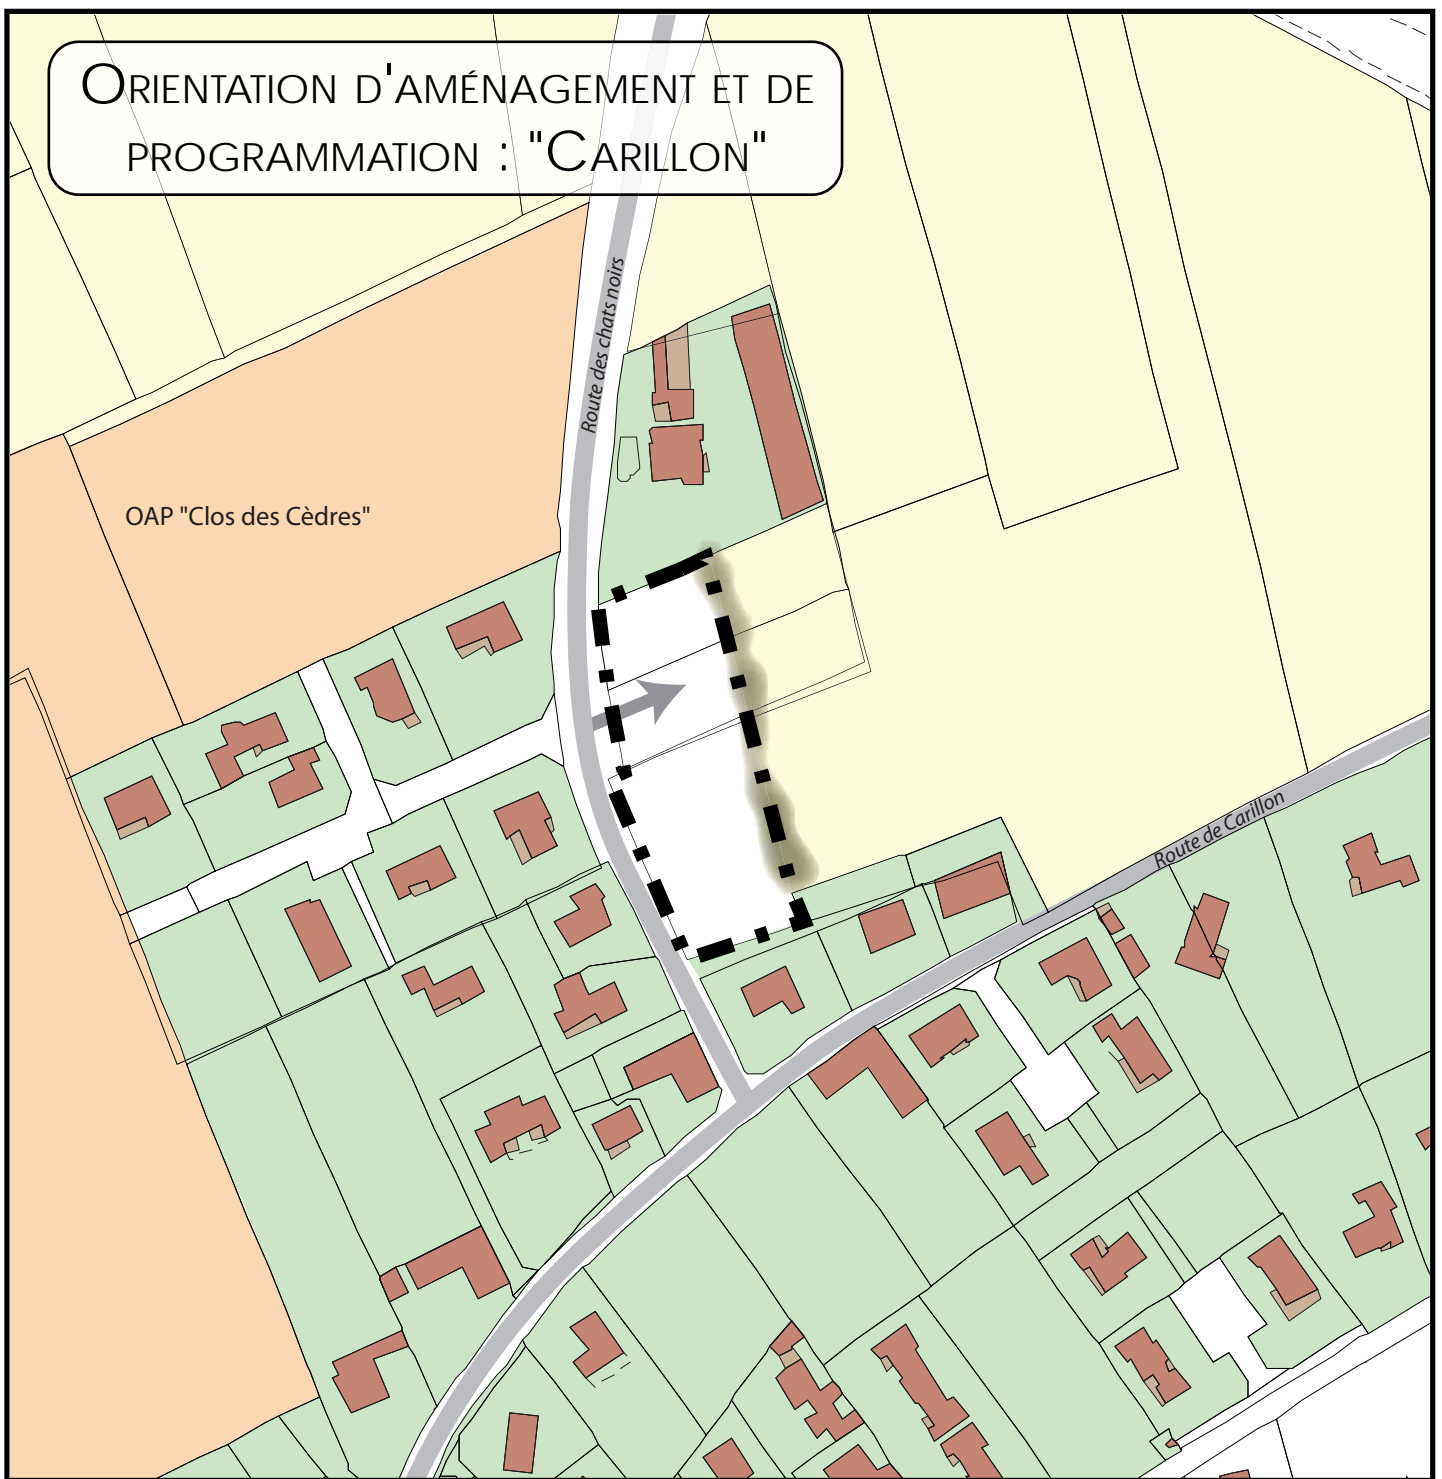 ORIENTATION D'AMÉNAGEMENT ET DE
PROGRAMMATION : "CARILLON"
Route des chats noirs
OAP "Clos des Cèdres"
Route de Carillon